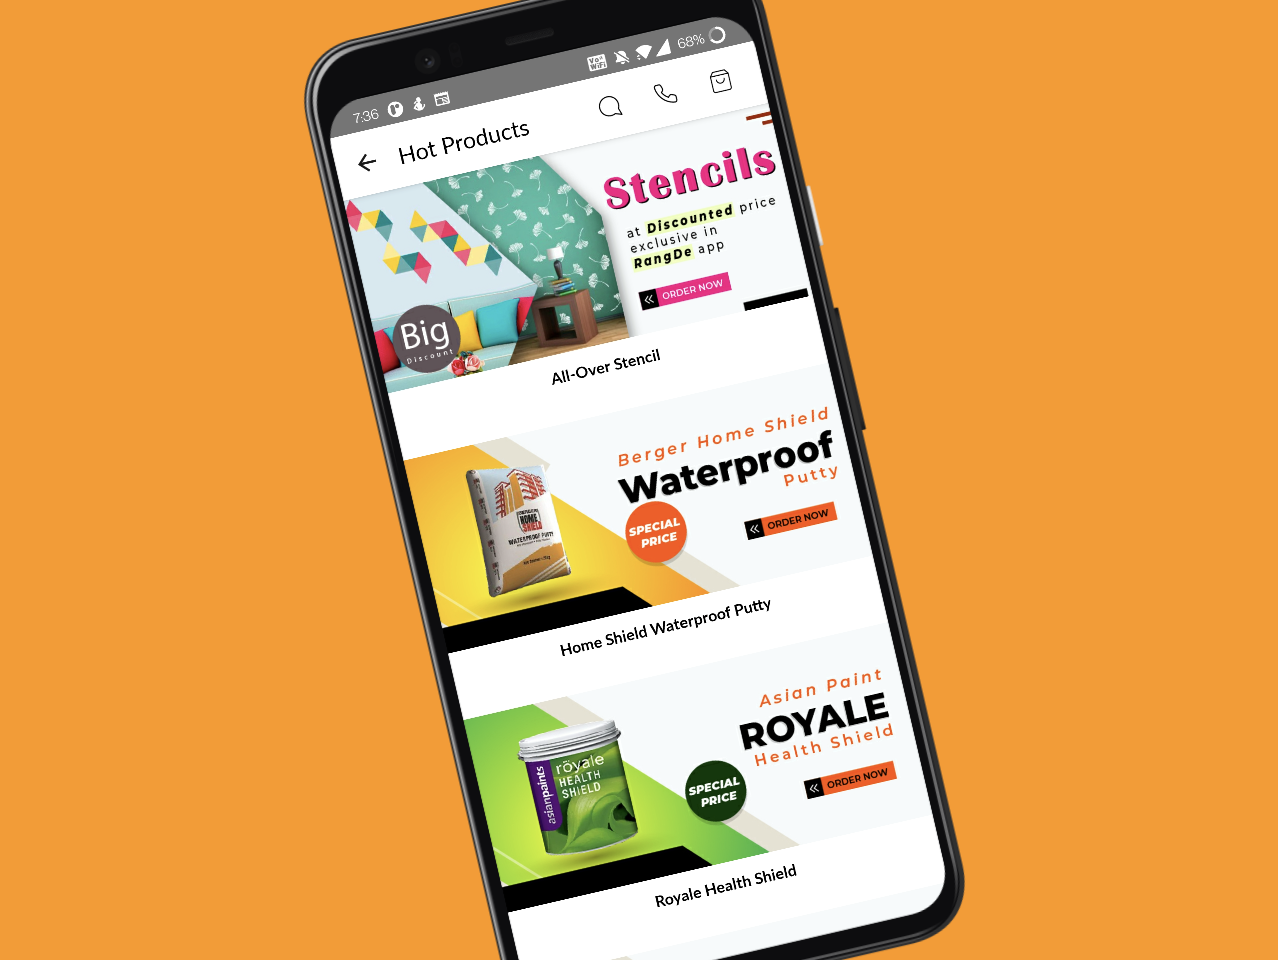 7:36
Vo
WiFi
68%
Hot Products
Stencils
at Discounted price
exclusive in
RangDe app
ORDER NOW
Big
Discount
All-Over Stencil
Berger Home Shield
Waterproof
Putty
SPECIAL
PRICE
ORDER NOW
HOME
SHIELD
WATERPROOF PUTTY
Home Shield Waterproof Putty
Asian Paint
ROYALE
Health Shield
SPECIAL
PRICE
ORDER NOW
asianpaints
röyale
HEALTH
SHIELD
Royale Health Shield